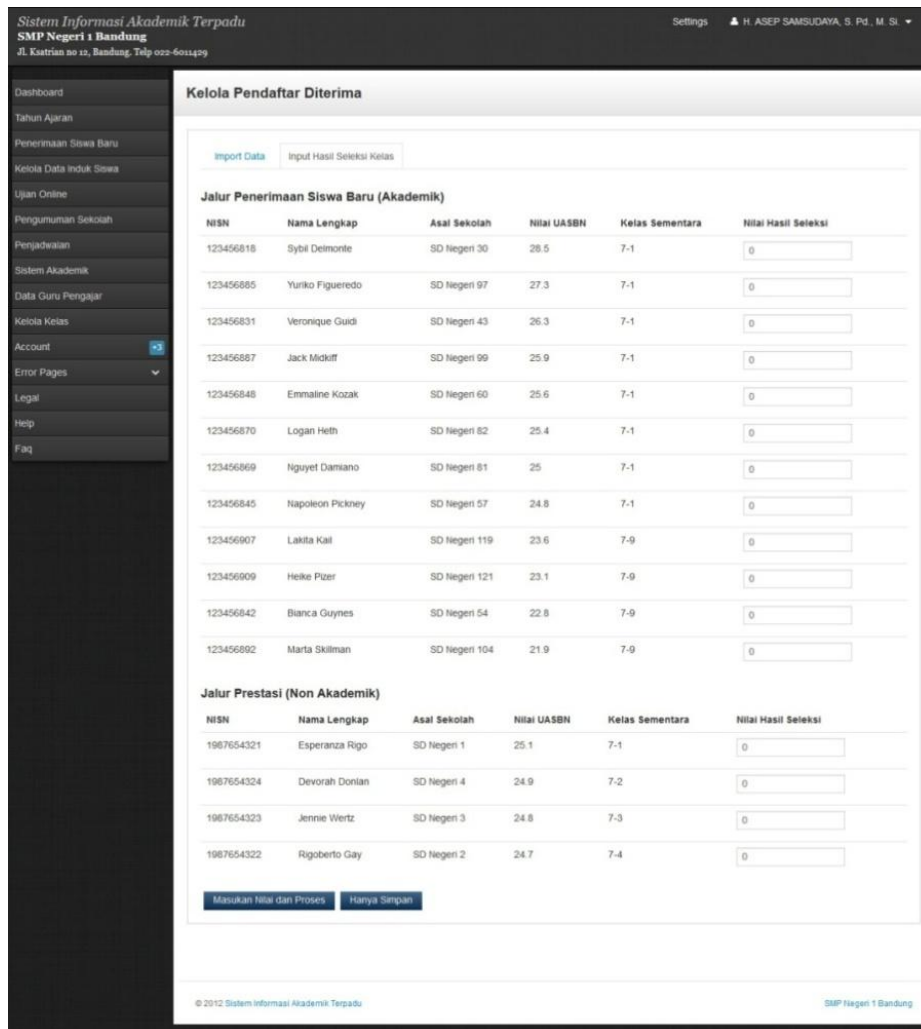 Sistem Informasi Akademik Terpadu
SMP Negeri 1 Bandung
Jl. Ksatrian no 12, Bandung. Telp 022-6011429
Settings H. ASEP SAMSUDAYA, S. Pd., M. Si.
Dashboard
Tahun Ajaran
Penerimaan Siswa Baru
Kelola Data Induk Siswa
Ujian Online
Pengumuman Sekolah
Penjadwalan
Sistem Akademik
Data Guru Pengajar
Kelola Kelas
Account +3
Error Pages
Legal
Help
Faq
Kelola Pendaftar Diterima
Import Data Input Hasil Seleksi Kelas
Jalur Penerimaan Siswa Baru (Akademik)
NISN Nama Lengkap Asal Sekolah Nilai UASBN Kelas Sementara Nilai Hasil Seleksi
123456818 Sybil Delmonte SD Negeri 30 28.5 7-1 0
123456885 Yuriko Figueredo SD Negeri 97 27.3 7-1 0
123456831 Veronique Guidi SD Negeri 43 26.3 7-1 0
123456887 Jack Midkiff SD Negeri 99 25.9 7-1 0
123456848 Emmaline Kozak SD Negeri 60 25.6 7-1 0
123456870 Logan Heth SD Negeri 82 25.4 7-1 0
123456869 Nguyet Damiano SD Negeri 81 25 7-1 0
123456845 Napoleon Pickney SD Negeri 57 24.8 7-1 0
123456907 Lakita Kail SD Negeri 119 23.6 7-9 0
123456909 Heike Pizer SD Negeri 121 23.1 7-9 0
123456842 Bianca Guynes SD Negeri 54 22.8 7-9 0
123456892 Marta Skillman SD Negeri 104 21.9 7-9 0
Jalur Prestasi (Non Akademik)
NISN Nama Lengkap Asal Sekolah Nilai UASBN Kelas Sementara Nilai Hasil Seleksi
1987654321 Esperanza Rigo SD Negeri 1 25.1 7-1 0
1987654324 Devorah Donlan SD Negeri 4 24.9 7-2 0
1987654323 Jennie Wertz SD Negeri 3 24.8 7-3 0
1987654322 Rigoberto Gay SD Negeri 2 24.7 7-4 0
Masukan Nilai dan Proses Hanya Simpan
© 2012 Sistem Informasi Akademik Terpadu SMP Negeri 1 Bandung